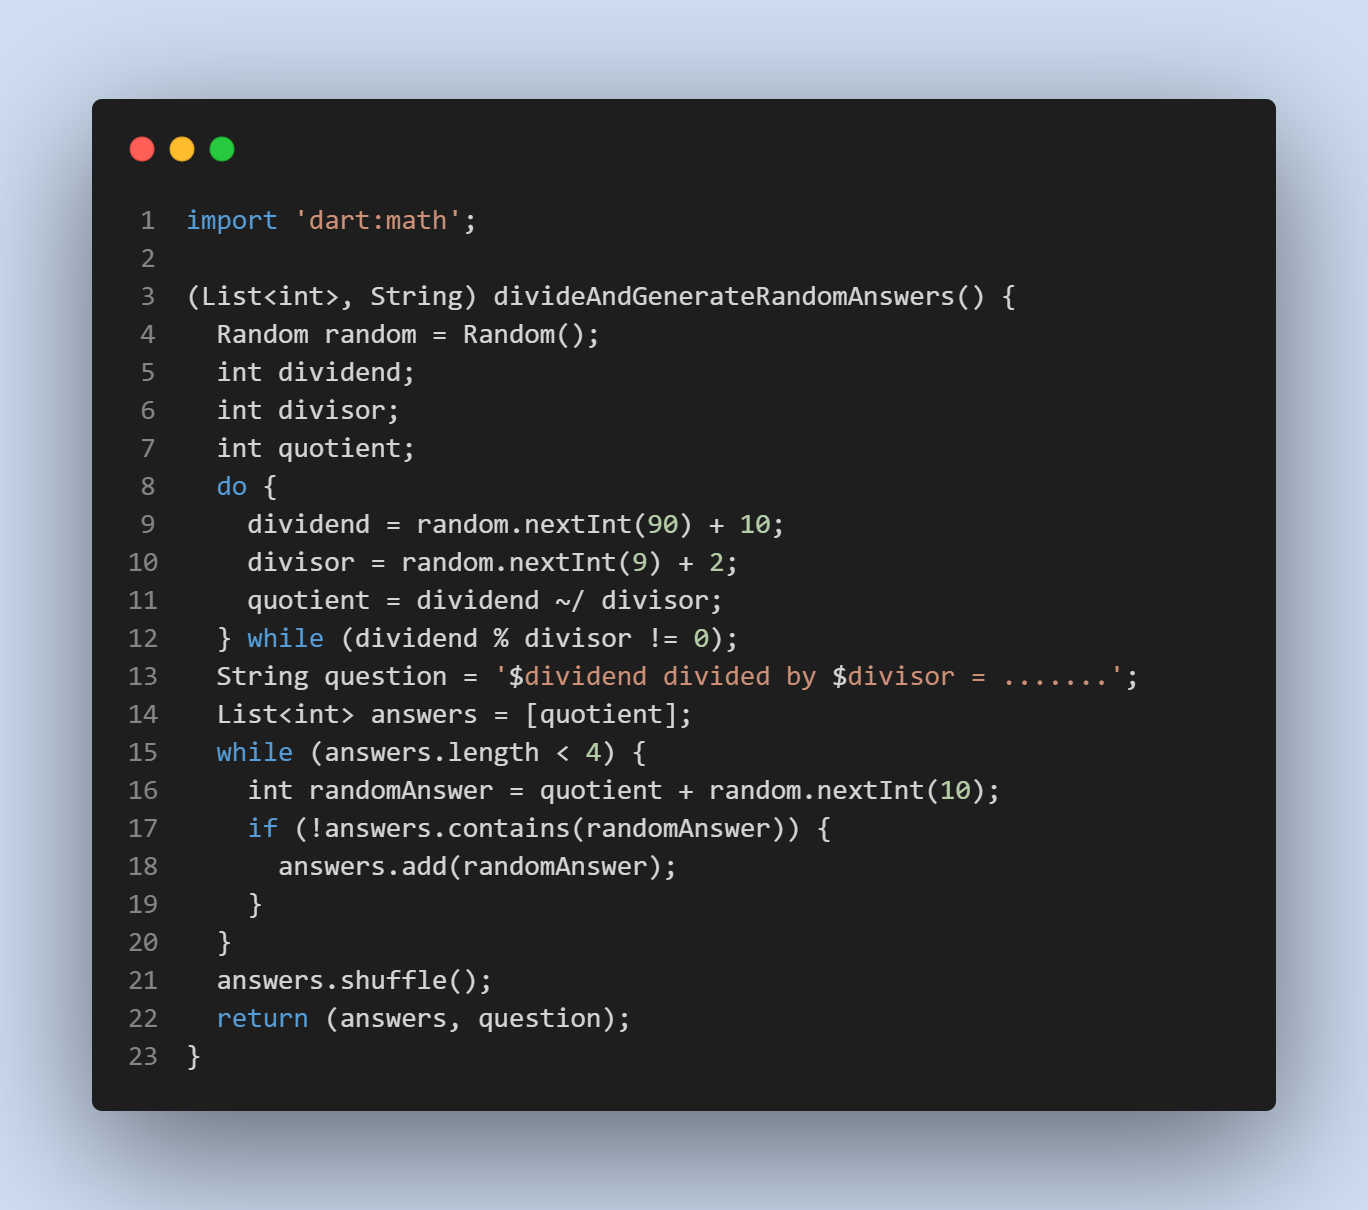 1 import 'dart:math';
2
3 (List<int>, String) divideAndGenerateRandomAnswers() {
4   Random random = Random();
5   int dividend;
6   int divisor;
7   int quotient;
8   do {
9     dividend = random.nextInt(90) + 10;
10     divisor = random.nextInt(9) + 2;
11     quotient = dividend ~/ divisor;
12   } while (dividend % divisor != 0);
13   String question = '$dividend divided by $divisor = .......';
14   List<int> answers = [quotient];
15   while (answers.length < 4) {
16     int randomAnswer = quotient + random.nextInt(10);
17     if (!answers.contains(randomAnswer)) {
18       answers.add(randomAnswer);
19     }
20   }
21   answers.shuffle();
22   return (answers, question);
23 }